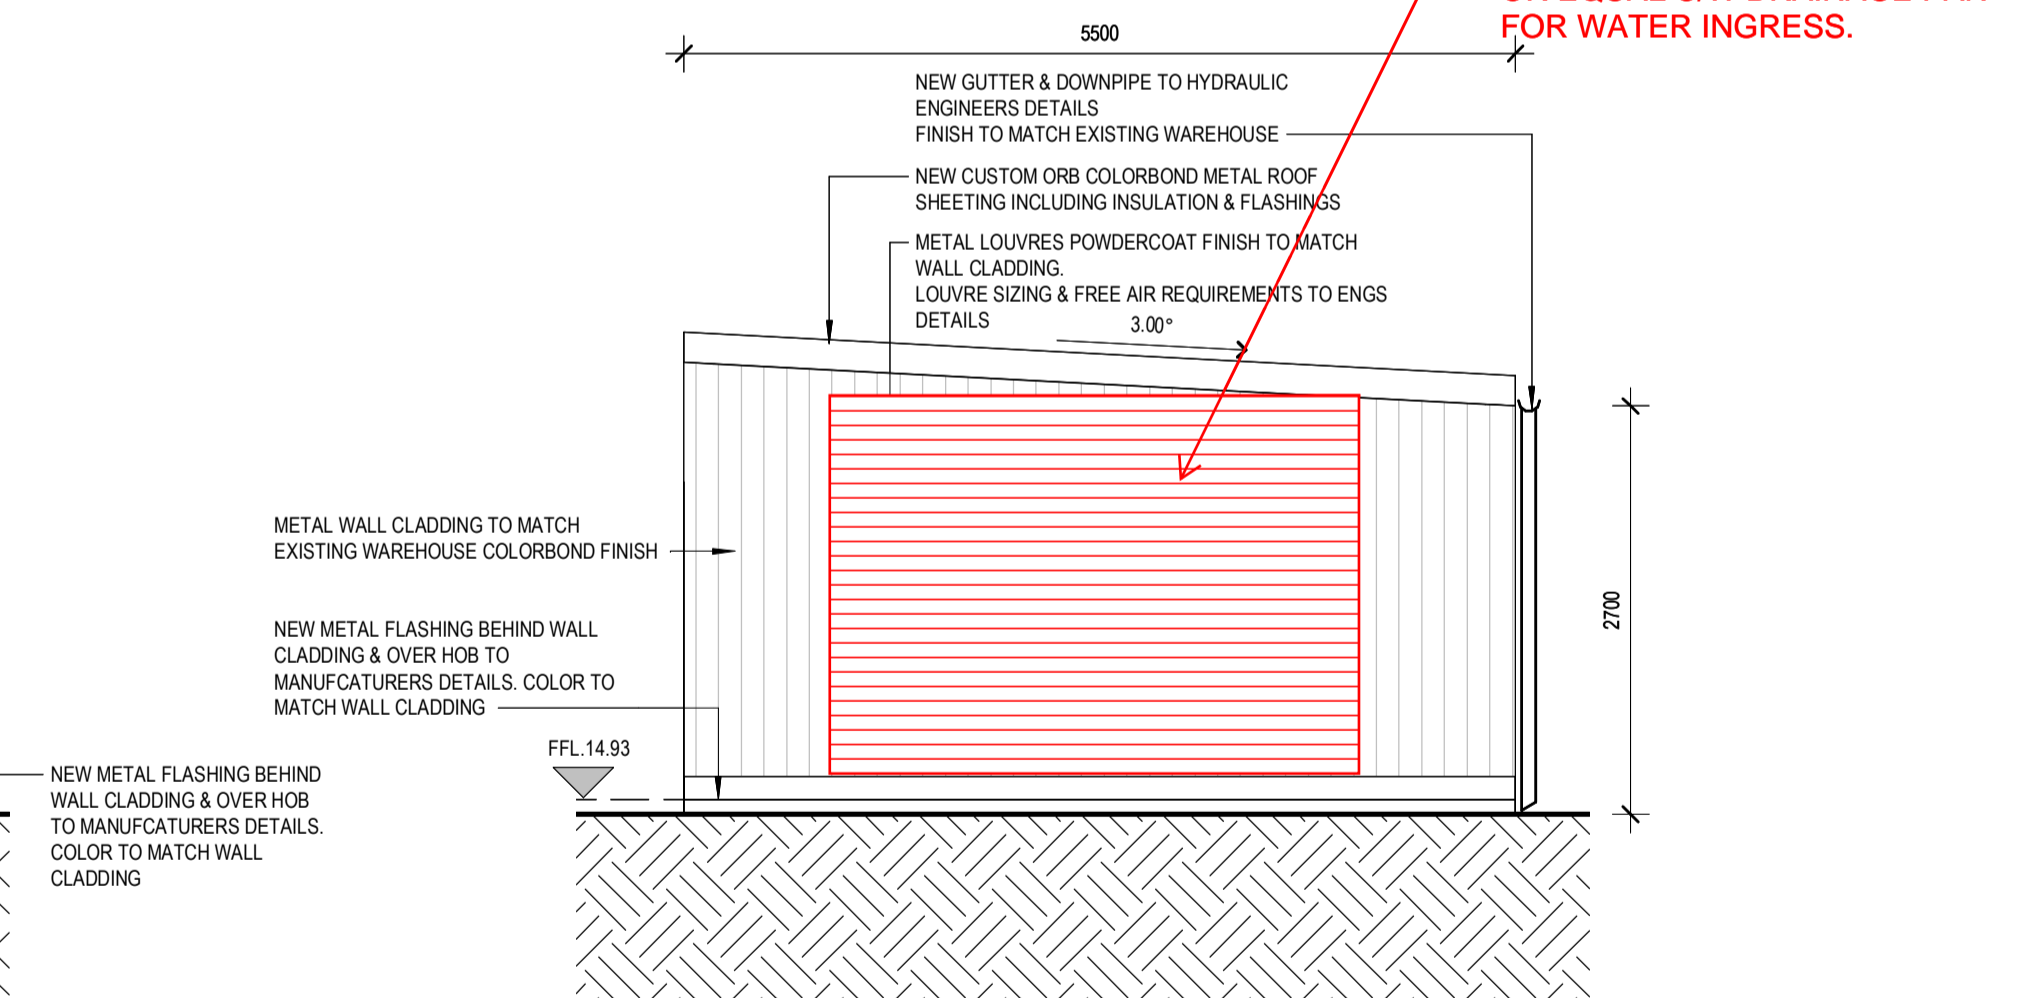 FOR WATER INGRESS.
5500
NEW GUTTER & DOWNPIPE TO HYDRAULIC
ENGINEERS DETAILS
FINISH TO MATCH EXISTING WAREHOUSE
NEW CUSTOM ORB COLORBOND METAL ROOF
SHEETING INCLUDING INSULATION & FLASHINGS
METAL LOUVRES POWDERCOAT FINISH TO MATCH
WALL CLADDING.
LOUVRE SIZING & FREE AIR REQUIREMENTS TO ENGS
DETAILS
3.00°
METAL WALL CLADDING TO MATCH
EXISTING WAREHOUSE COLORBOND FINISH
2700
NEW METAL FLASHING BEHIND WALL
CLADDING & OVER HOB TO
MANUFCATURERS DETAILS. COLOR TO
MATCH WALL CLADDING
FFL.14.93
NEW METAL FLASHING BEHIND
WALL CLADDING & OVER HOB
TO MANUFCATURERS DETAILS.
COLOR TO MATCH WALL
CLADDING